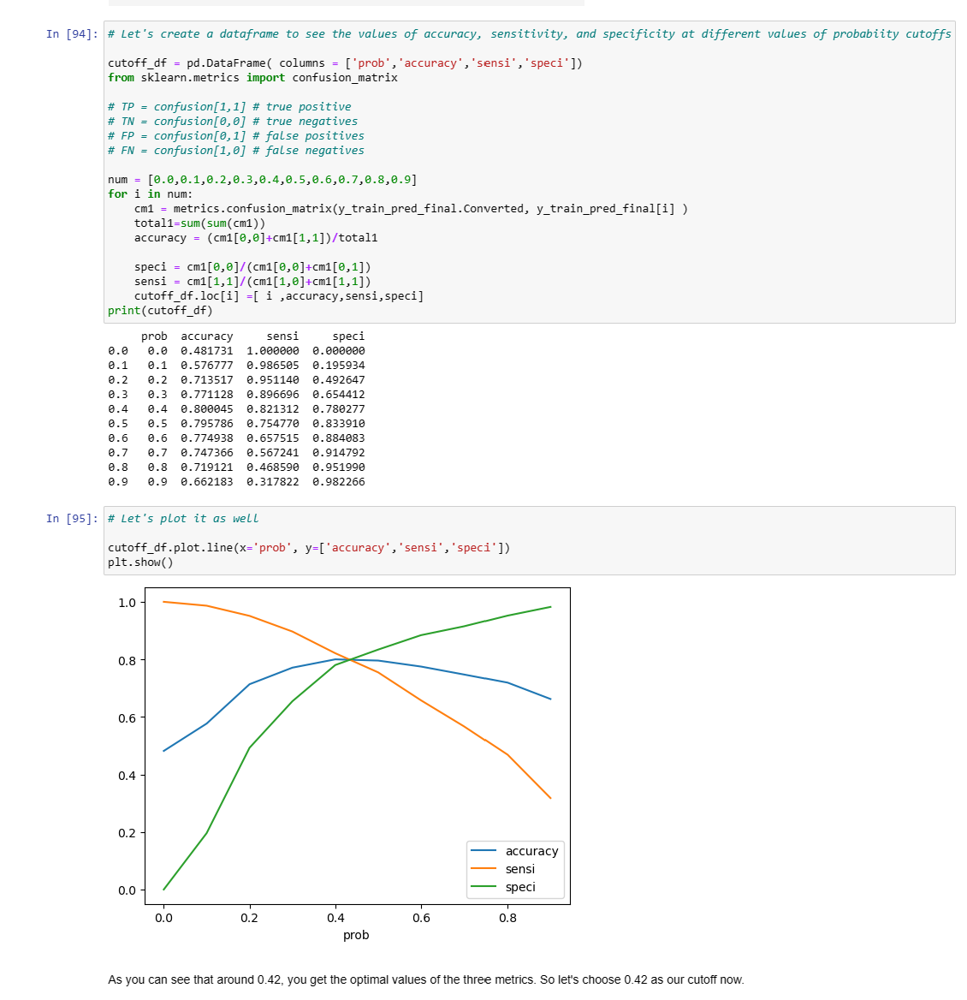 In [94]: # Let's create a dataframe to see the values of accuracy, sensitivity, and specificity at different values of probabiity cutoffs
cutoff_df = pd.DataFrame( columns = ['prob','accuracy','sensi','speci'])
from sklearn.metrics import confusion_matrix
# TP = confusion[1,1] # true positive
# TN = confusion[0,0] # true negatives
# FP = confusion[0,1] # false positives
# FN = confusion[1,0] # false negatives
num = [0.0,0.1,0.2,0.3,0.4,0.5,0.6,0.7,0.8,0.9]
for i in num:
    cm1 = metrics.confusion_matrix(y_train_pred_final.Converted, y_train_pred_final[i] )
    total1=sum(sum(cm1))
    accuracy = (cm1[0,0]+cm1[1,1])/total1
    speci = cm1[0,0]/(cm1[0,0]+cm1[0,1])
    sensi = cm1[1,1]/(cm1[1,0]+cm1[1,1])
    cutoff_df.loc[i] =[ i ,accuracy,sensi,speci]
print(cutoff_df)
prob accuracy sensi speci
0.0 0.0 0.481731 1.000000 0.000000
0.1 0.1 0.576777 0.986505 0.195934
0.2 0.2 0.713517 0.951140 0.492647
0.3 0.3 0.771128 0.896696 0.654412
0.4 0.4 0.800045 0.821312 0.780277
0.5 0.5 0.795786 0.754770 0.833910
0.6 0.6 0.774938 0.657515 0.884083
0.7 0.7 0.747366 0.567241 0.914792
0.8 0.8 0.719121 0.468590 0.951990
0.9 0.9 0.662183 0.317822 0.982266
In [95]: # Let's plot it as well
cutoff_df.plot.line(x='prob', y=['accuracy','sensi','speci'])
plt.show()
1.0
0.8
0.6
0.4
0.2
0.0
accuracy
sensi
speci
0.0 0.2 0.4 0.6 0.8
prob
As you can see that around 0.42, you get the optimal values of the three metrics. So let's choose 0.42 as our cutoff now.